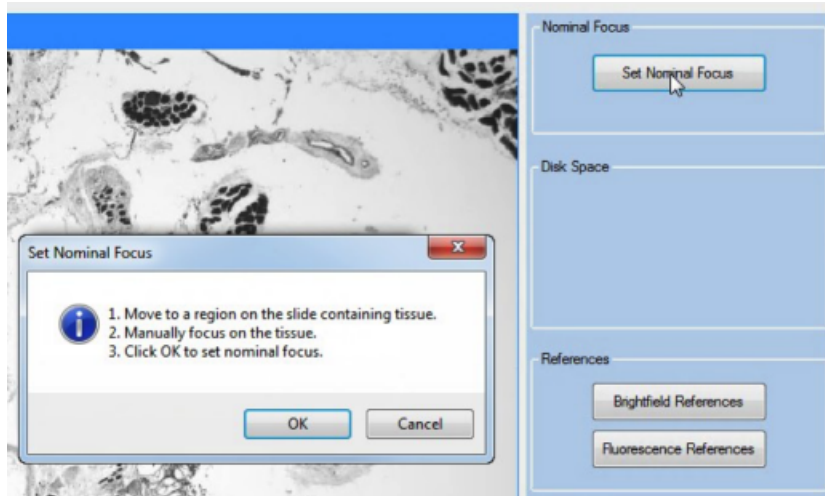 Nominal Focus
Set Nominal Focus
Disk Space
Set Nominal Focus
1. Move to a region on the slide containing tissue.
2. Manually focus on the tissue.
3. Click OK to set nominal focus.
OK
Cancel
References
Brightfield References
Fluorescence References